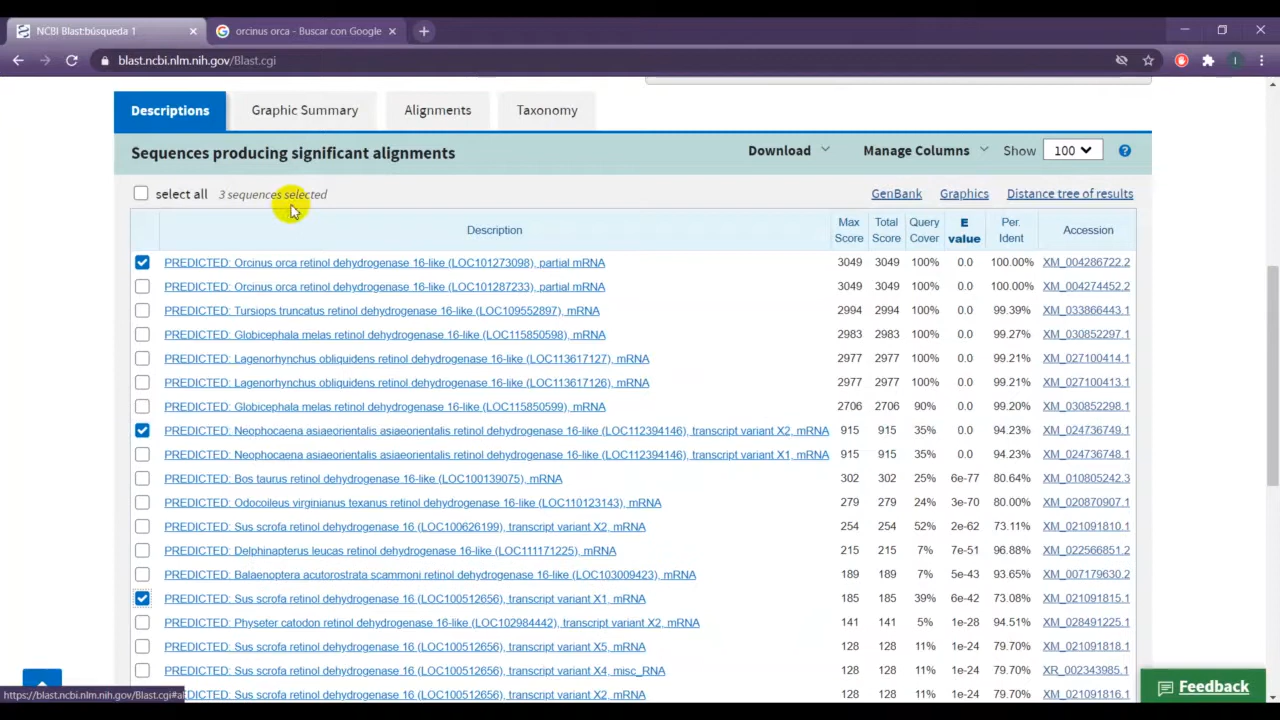 NCBI Blast:búsqueda 1
orcinus orca - Buscar con Google
blast.ncbi.nlm.nih.gov/Blast.cgi
Descriptions Graphic Summary Alignments Taxonomy
Sequences producing significant alignments Download Manage Columns Show 100 ?
select all 3 sequences selected GenBank Graphics Distance tree of results
Description Max Score Total Score Query Cover E value Per. Ident Accession
PREDICTED: Orcinus orca retinol dehydrogenase 16-like (LOC101273098), partial mRNA 3049 3049 100% 0.0 100.00% XM_004286722.2
PREDICTED: Orcinus orca retinol dehydrogenase 16-like (LOC101287233), partial mRNA 3049 3049 100% 0.0 100.00% XM_004274452.2
PREDICTED: Tursiops truncatus retinol dehydrogenase 16-like (LOC109552897), mRNA 2994 2994 100% 0.0 99.39% XM_033866443.1
PREDICTED: Globicephala melas retinol dehydrogenase 16-like (LOC115850598), mRNA 2983 2983 100% 0.0 99.27% XM_030852297.1
PREDICTED: Lagenorhynchus obliquidens retinol dehydrogenase 16-like (LOC113617127), mRNA 2977 2977 100% 0.0 99.21% XM_027100414.1
PREDICTED: Lagenorhynchus obliquidens retinol dehydrogenase 16-like (LOC113617126), mRNA 2977 2977 100% 0.0 99.21% XM_027100413.1
PREDICTED: Globicephala melas retinol dehydrogenase 16-like (LOC115850599), mRNA 2706 2706 90% 0.0 99.20% XM_030852298.1
PREDICTED: Neophocaena asiaeorientalis asiaeorientalis retinol dehydrogenase 16-like (LOC112394146), transcript variant X2, mRNA 915 915 35% 0.0 94.23% XM_024736749.1
PREDICTED: Neophocaena asiaeorientalis asiaeorientalis retinol dehydrogenase 16-like (LOC112394146), transcript variant X1, mRNA 915 915 35% 0.0 94.23% XM_024736748.1
PREDICTED: Bos taurus retinol dehydrogenase 16-like (LOC100139075), mRNA 302 302 25% 6e-77 80.64% XM_010805242.3
PREDICTED: Odocoileus virginianus texanus retinol dehydrogenase 16-like (LOC110123143), mRNA 279 279 24% 3e-70 80.00% XM_020870907.1
PREDICTED: Sus scrofa retinol dehydrogenase 16 (LOC100626199), transcript variant X2, mRNA 254 254 52% 2e-62 73.11% XM_021091810.1
PREDICTED: Delphinapterus leucas retinol dehydrogenase 16-like (LOC111171225), mRNA 215 215 7% 7e-51 96.88% XM_022566851.2
PREDICTED: Balaenoptera acutorostrata scammoni retinol dehydrogenase 16-like (LOC103009423), mRNA 189 189 7% 5e-43 93.65% XM_007179630.2
PREDICTED: Sus scrofa retinol dehydrogenase 16 (LOC100512656), transcript variant X1, mRNA 185 185 39% 6e-42 73.08% XM_021091815.1
PREDICTED: Physeter catodon retinol dehydrogenase 16-like (LOC102984442), transcript variant X2, mRNA 141 141 5% 1e-28 94.51% XM_028491225.1
PREDICTED: Sus scrofa retinol dehydrogenase 16 (LOC100512656), transcript variant X5, mRNA 128 128 11% 1e-24 79.70% XM_021091818.1
PREDICTED: Sus scrofa retinol dehydrogenase 16 (LOC100512656), transcript variant X4, misc_RNA 128 128 11% 1e-24 79.70% XR_002343985.1
Feedback
https://blast.ncbi.nlm.nih.gov/Blast.cgi#al
REDICTED: Sus scrofa retinol dehydrogenase 16 (LOC100512656), transcript variant X2, mRNA 128 128 11% 1e-24 79.70% XM_021091816.1